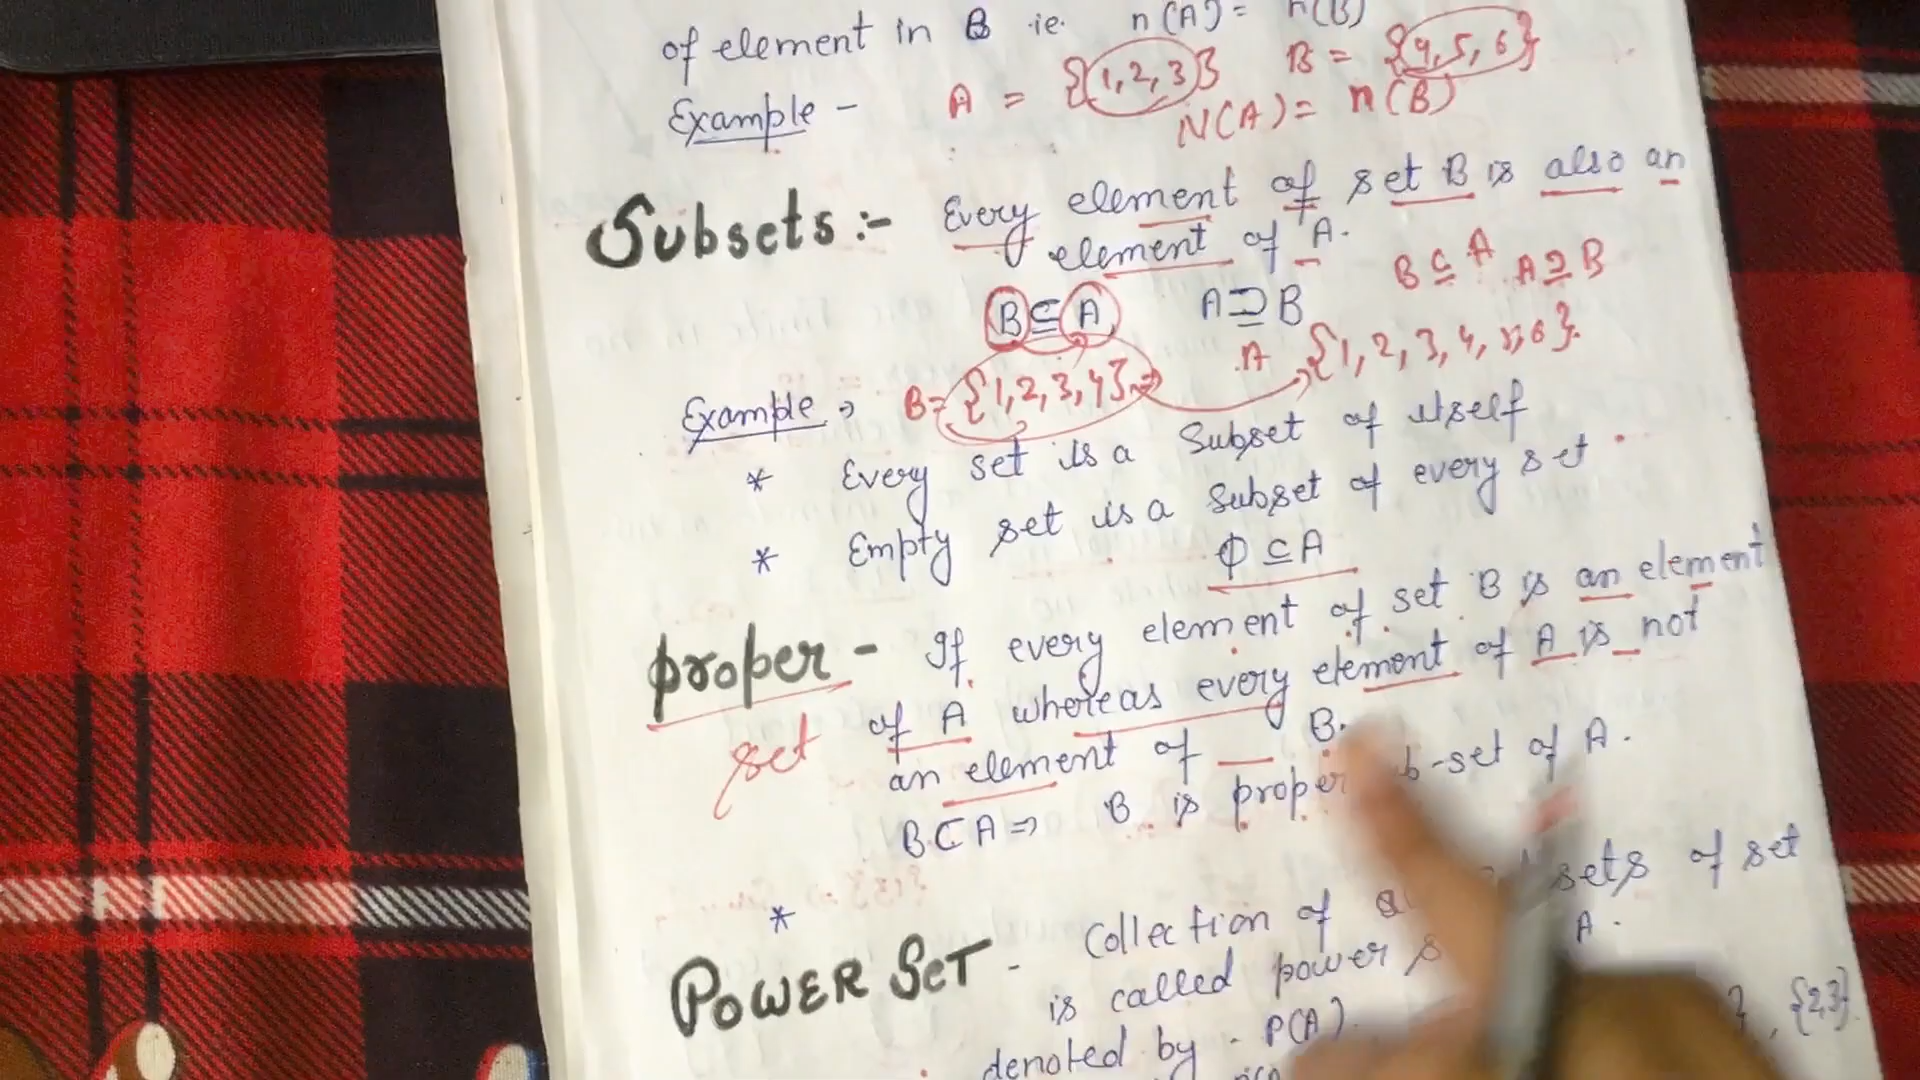 of element in B ie. n(A) = n(B)
Example - A = {1,2,3} B = {4,5,6}
N(A) = n(B)
Subsets :- Every element of set B is also an
element of A.
B ⊆ A A ⊇ B B ⊆ A A ⊇ B
Example → B = {1,2,3,4} → A {1, 2, 3, 4, 5, 6}.
* Every set is a Subset of itself
* Empty set is a Subset of every set
ф ⊆ A
proper - If every element of set B is an element
set of A whereas every element of A is not
an element of B.
B ⊂ A ⇒ B is proper b-set of A.
*
POWER SET - Collection of sets of set
is called power A.
denoted by - P(A) } , {2,3}